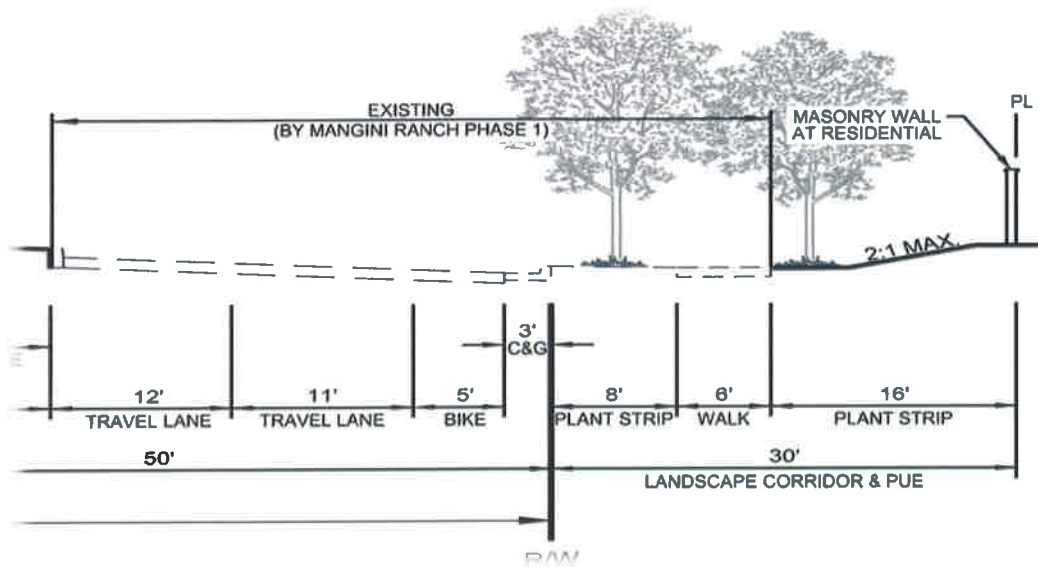 EXISTING
(BY MANGINI RANCH PHASE 1)
PL
MASONRY WALL
AT RESIDENTIAL
2:1 MAX.
3'
C&G
12'
TRAVEL LANE
11'
TRAVEL LANE
5'
BIKE
8'
PLANT STRIP
6'
WALK
16'
PLANT STRIP
50'
30'
LANDSCAPE CORRIDOR & PUE
R/W